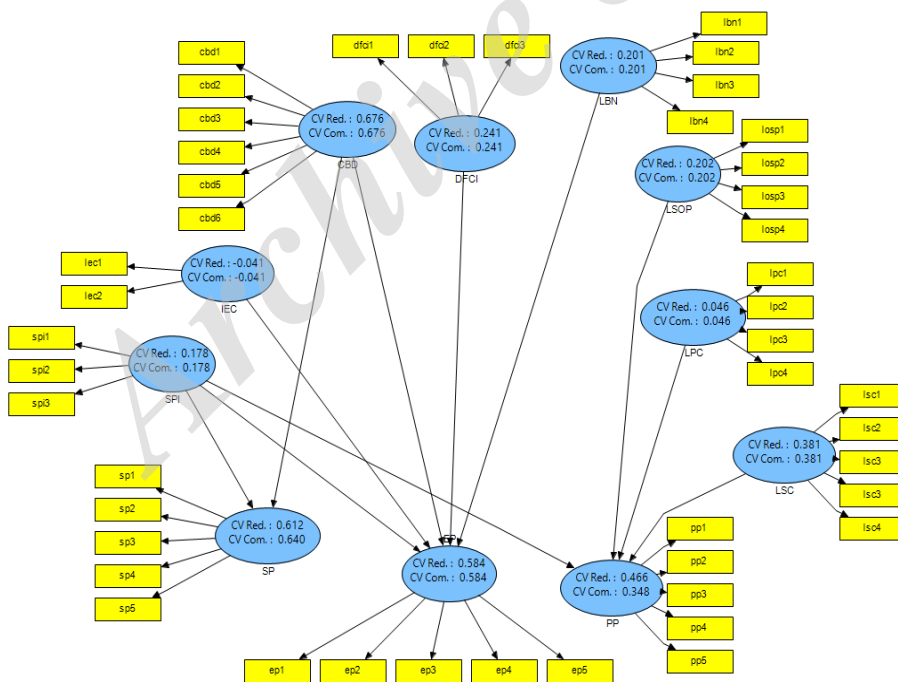 lbn1
dfci1
dfci2
dfci3
cbd1
lbn2
CV Red. : 0.201
CV Com. : 0.201
cbd2
lbn3
LBN
cbd3
CV Red. : 0.676
CV Com. : 0.676
lbn4
cbd4
CBD
CV Red. : 0.241
CV Com. : 0.241
DFCI
losp1
cbd5
losp2
CV Red. : 0.202
CV Com. : 0.202
losp3
cbd6
LSOP
losp4
Iec1
CV Red. : -0.041
CV Com. : -0.041
lpc1
Iec2
IEC
lpc2
CV Red. : 0.046
CV Com. : 0.046
spi1
lpc3
LPC
spi2
CV Red. : 0.178
CV Com. : 0.178
lpc4
spi3
SPI
lsc1
lsc2
CV Red. : 0.381
CV Com. : 0.381
lsc3
sp1
LSC
lsc3
sp2
lsc4
CV Red. : 0.612
CV Com. : 0.640
sp3
SP
pp1
EP
pp2
sp4
CV Red. : 0.584
CV Com. : 0.584
CV Red. : 0.466
CV Com. : 0.348
pp3
sp5
PP
pp4
pp5
ep1
ep2
ep3
ep4
ep5
Archive